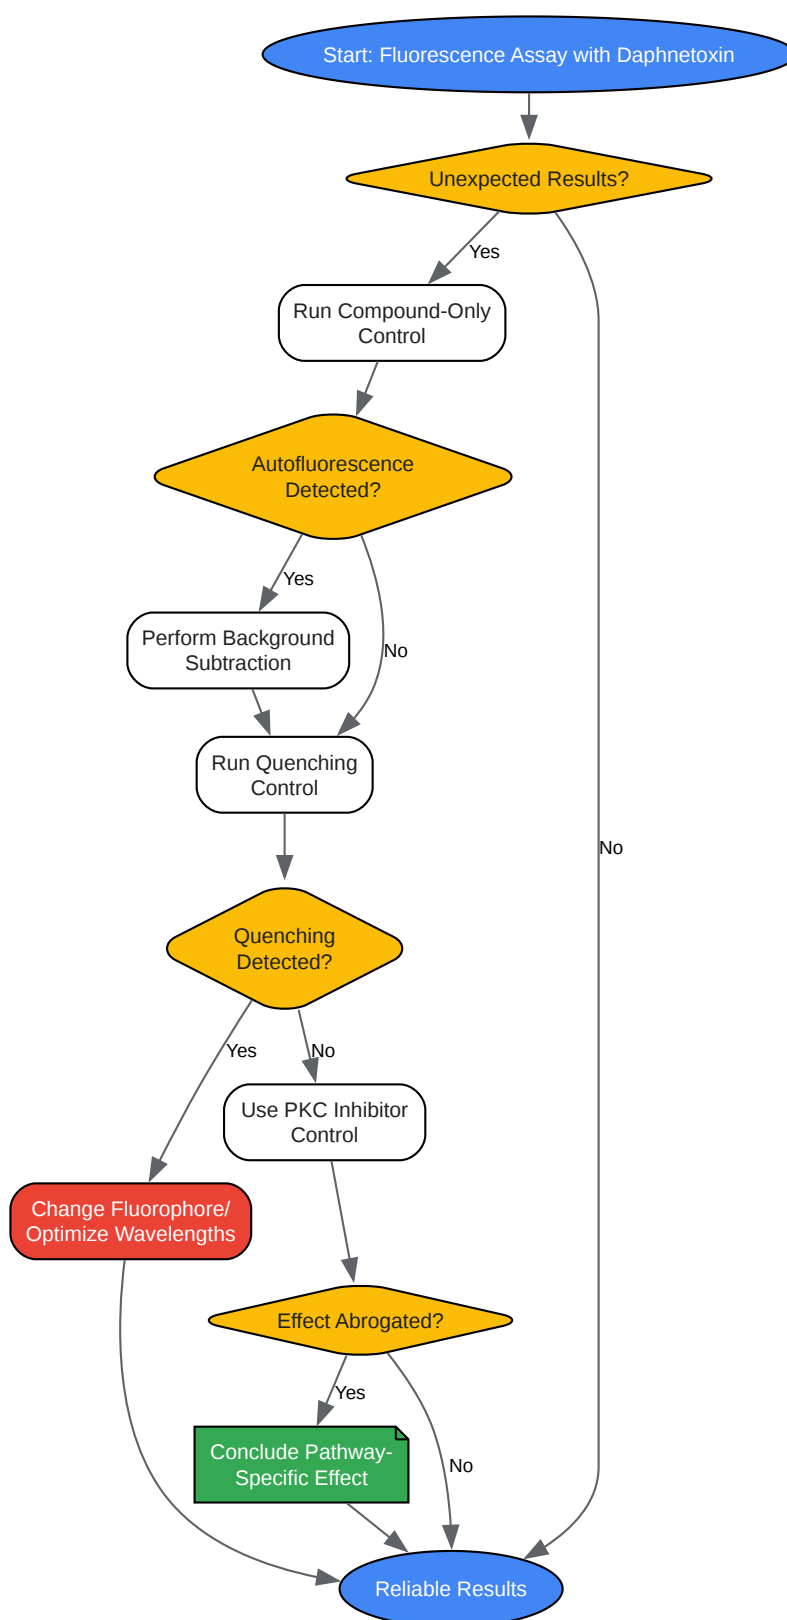 Start: Fluorescence Assay with Daphnetoxin
Unexpected Results?
Yes
Run Compound-Only
Control
Autofluorescence
Detected?
Yes
Perform Background
Subtraction
No
Run Quenching
Control
No
Quenching
Detected?
Yes
No
Use PKC Inhibitor
Control
Change Fluorophore/
Optimize Wavelengths
Effect Abrogated?
Yes
Conclude Pathway-
Specific Effect
No
Reliable Results